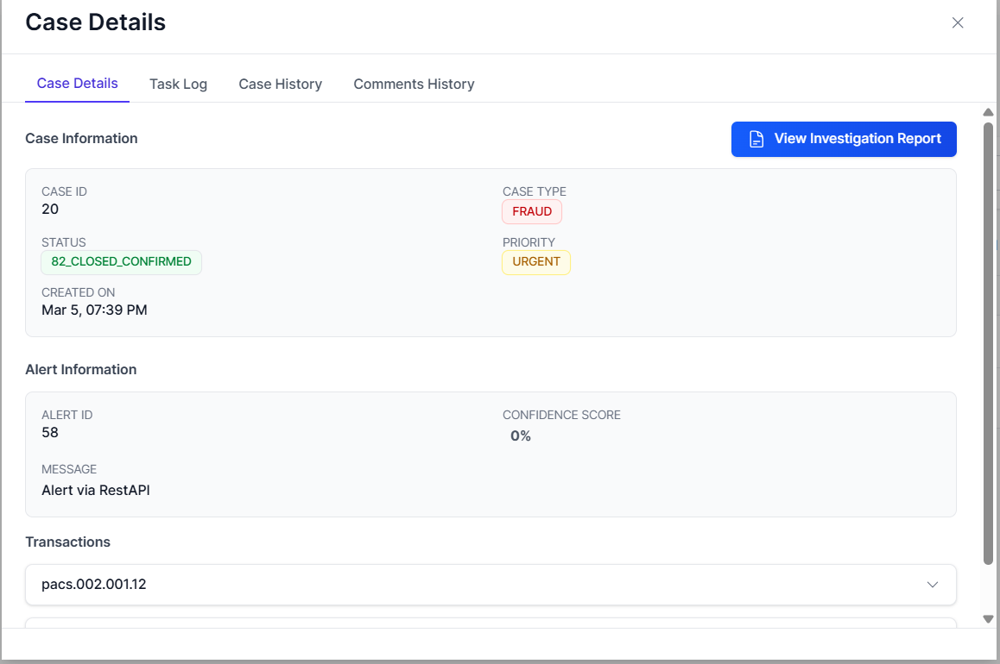 Case Details
Case Details Task Log Case History Comments History
Case Information
View Investigation Report
CASE ID
20
CASE TYPE
FRAUD
STATUS
82_CLOSED_CONFIRMED
PRIORITY
URGENT
CREATED ON
Mar 5, 07:39 PM
Alert Information
ALERT ID
58
CONFIDENCE SCORE
0%
MESSAGE
Alert via RestAPI
Transactions
pacs.002.001.12